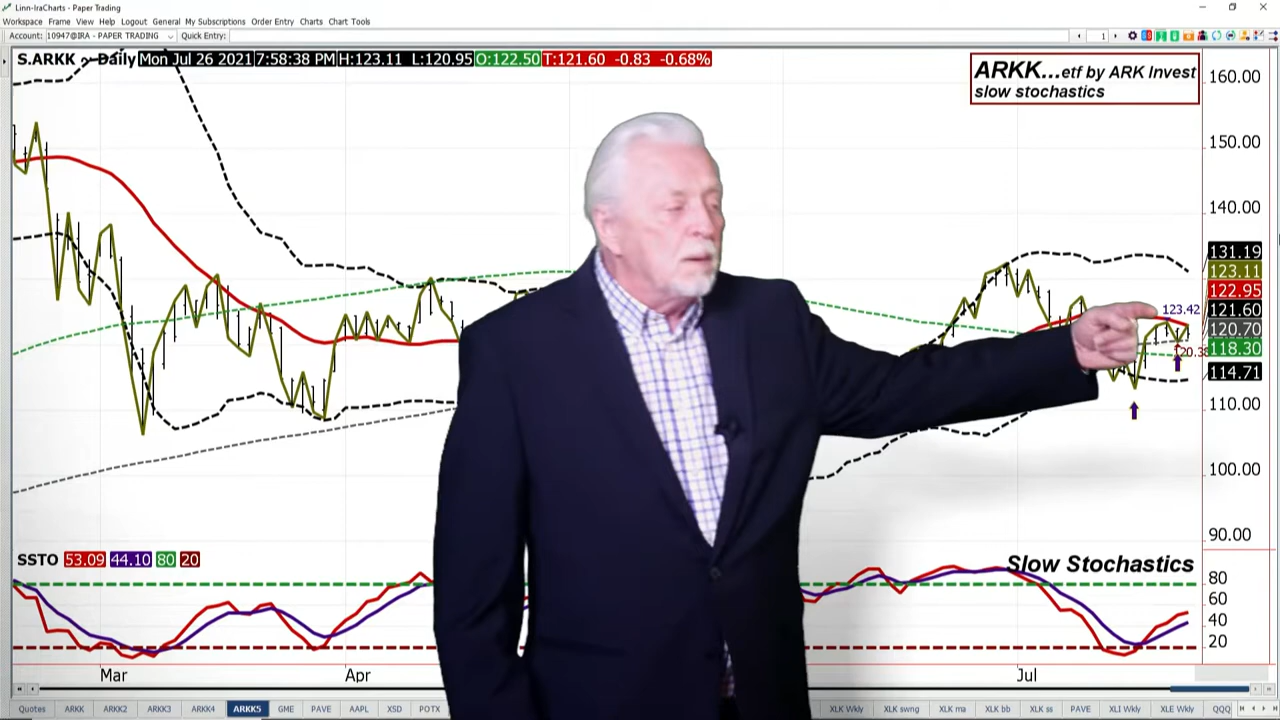 Linn-IraCharts - Paper Trading
Workspace Frame View Help Logout General My Subscriptions Order Entry Charts Chart Tools
Account: 10947@IRA - PAPER TRADING Quick Entry: 1
S.ARKK ~ Daily Mon Jul 26 2021 7:58:38 PM H:123.11 L:120.95 O:122.50 T:121.60 -0.83 -0.68%
ARKK...etf by ARK Invest
slow stochastics
160.00
150.00
140.00
131.19
123.11
122.95
123.42
121.60
120.70
118.30
114.71
110.00
100.00
90.00
SSTO 53.09 44.10 80 20
Slow Stochastics
80
60
40
20
Mar Apr Jul
Quotes ARKK ARKK2 ARKK3 ARKK4 ARKK5 GME PAVE AAPL XSD POTX XLK Wkly XLK swng XLK ma XLK bb XLK ss PAVE XLI Wkly XLE Wkly QQQ